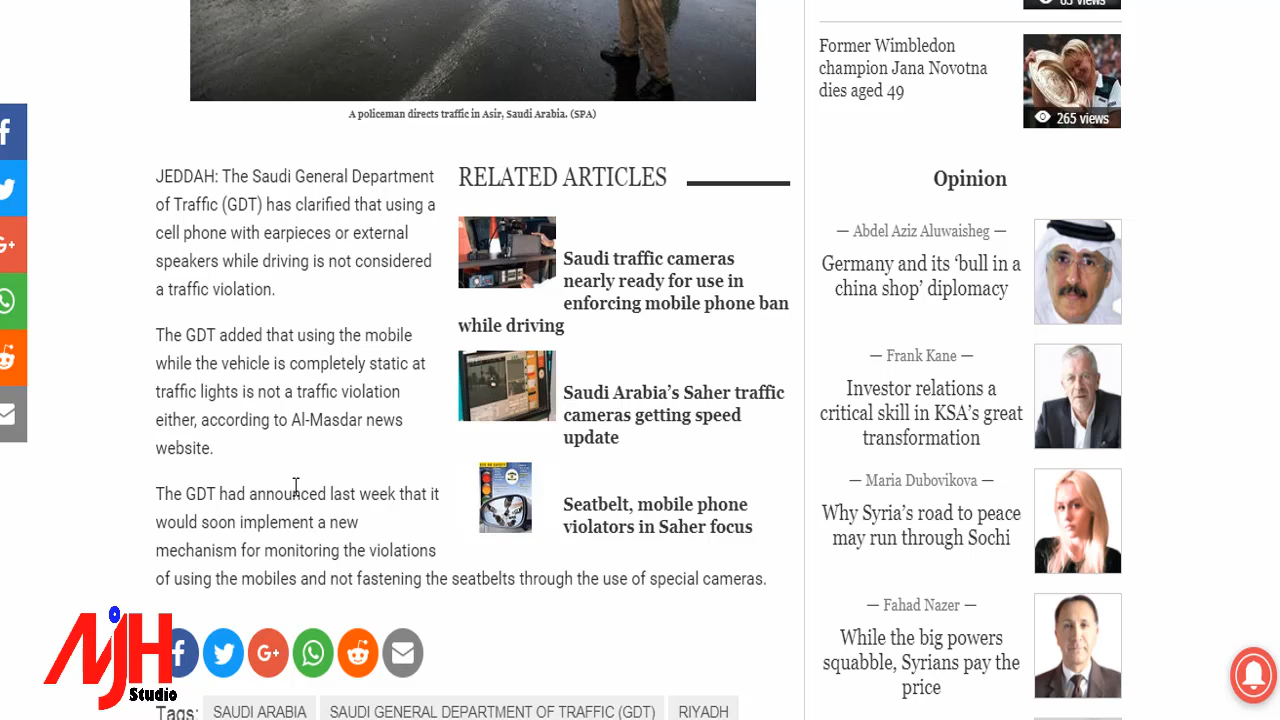 A policeman directs traffic in Asir, Saudi Arabia. (SPA)
JEDDAH: The Saudi General Department
of Traffic (GDT) has clarified that using a
cell phone with earpieces or external
speakers while driving is not considered
a traffic violation.
The GDT added that using the mobile
while the vehicle is completely static at
traffic lights is not a traffic violation
either, according to Al-Masdar news
website.
The GDT had announced last week that it
would soon implement a new
mechanism for monitoring the violations
of using the mobiles and not fastening the seatbelts through the use of special cameras.
RELATED ARTICLES
Saudi traffic cameras
nearly ready for use in
enforcing mobile phone ban
while driving
Saudi Arabia’s Saher traffic
cameras getting speed
update
Seatbelt, mobile phone
violators in Saher focus
NJH
Studio
Tags:
SAUDI ARABIA
SAUDI GENERAL DEPARTMENT OF TRAFFIC (GDT)
RIYADH
views
Former Wimbledon
champion Jana Novotna
dies aged 49
265 views
Opinion
— Abdel Aziz Aluwaisheg —
Germany and its ‘bull in a
china shop’ diplomacy
— Frank Kane —
Investor relations a
critical skill in KSA’s great
transformation
— Maria Dubovikova —
Why Syria’s road to peace
may run through Sochi
— Fahad Nazer —
While the big powers
squabble, Syrians pay the
price